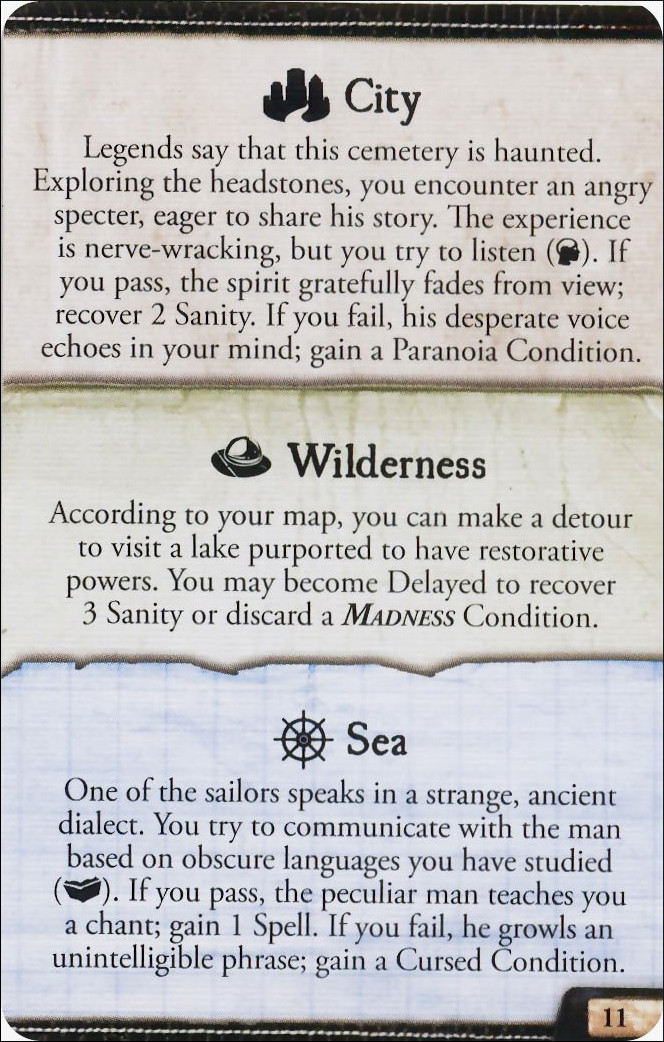 City
Legends say that this cemetery is haunted.
Exploring the headstones, you encounter an angry
specter, eager to share his story. The experience
is nerve-wracking, but you try to listen (). If
you pass, the spirit gratefully fades from view;
recover 2 Sanity. If you fail, his desperate voice
echoes in your mind; gain a Paranoia Condition.
Wilderness
According to your map, you can make a detour
to visit a lake purported to have restorative
powers. You may become Delayed to recover
3 Sanity or discard a MADNESS Condition.
Sea
One of the sailors speaks in a strange, ancient
dialect. You try to communicate with the man
based on obscure languages you have studied
(). If you pass, the peculiar man teaches you
a chant; gain 1 Spell. If you fail, he growls an
unintelligible phrase; gain a Cursed Condition.
11